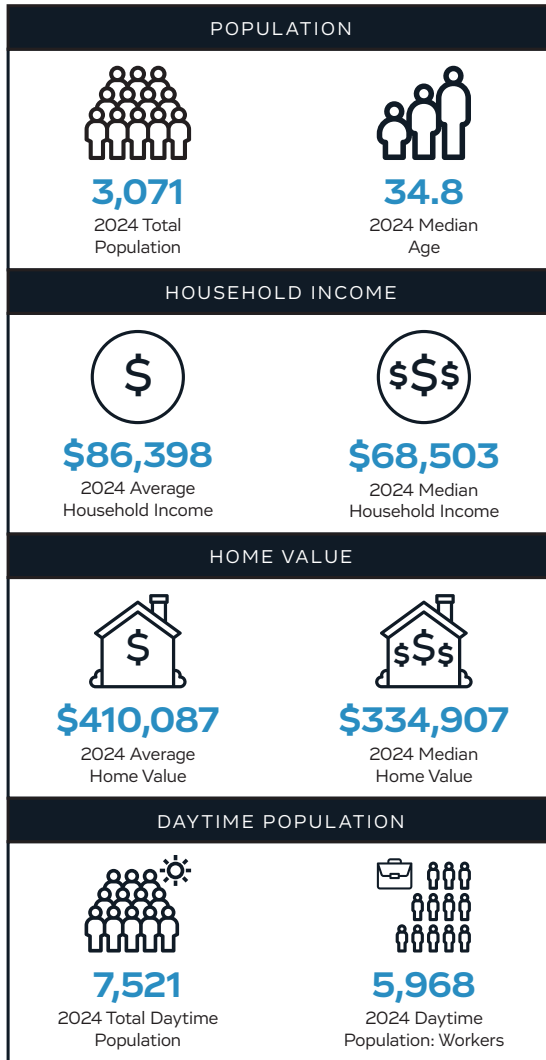 POPULATION
3,071
2024 Total
Population
34.8
2024 Median
Age
HOUSEHOLD INCOME
$
$86,398
2024 Average
Household Income
$$$
$68,503
2024 Median
Household Income
HOME VALUE
$
$410,087
2024 Average
Home Value
$$$
$334,907
2024 Median
Home Value
DAYTIME POPULATION
7,521
2024 Total Daytime
Population
5,968
2024 Daytime
Population: Workers